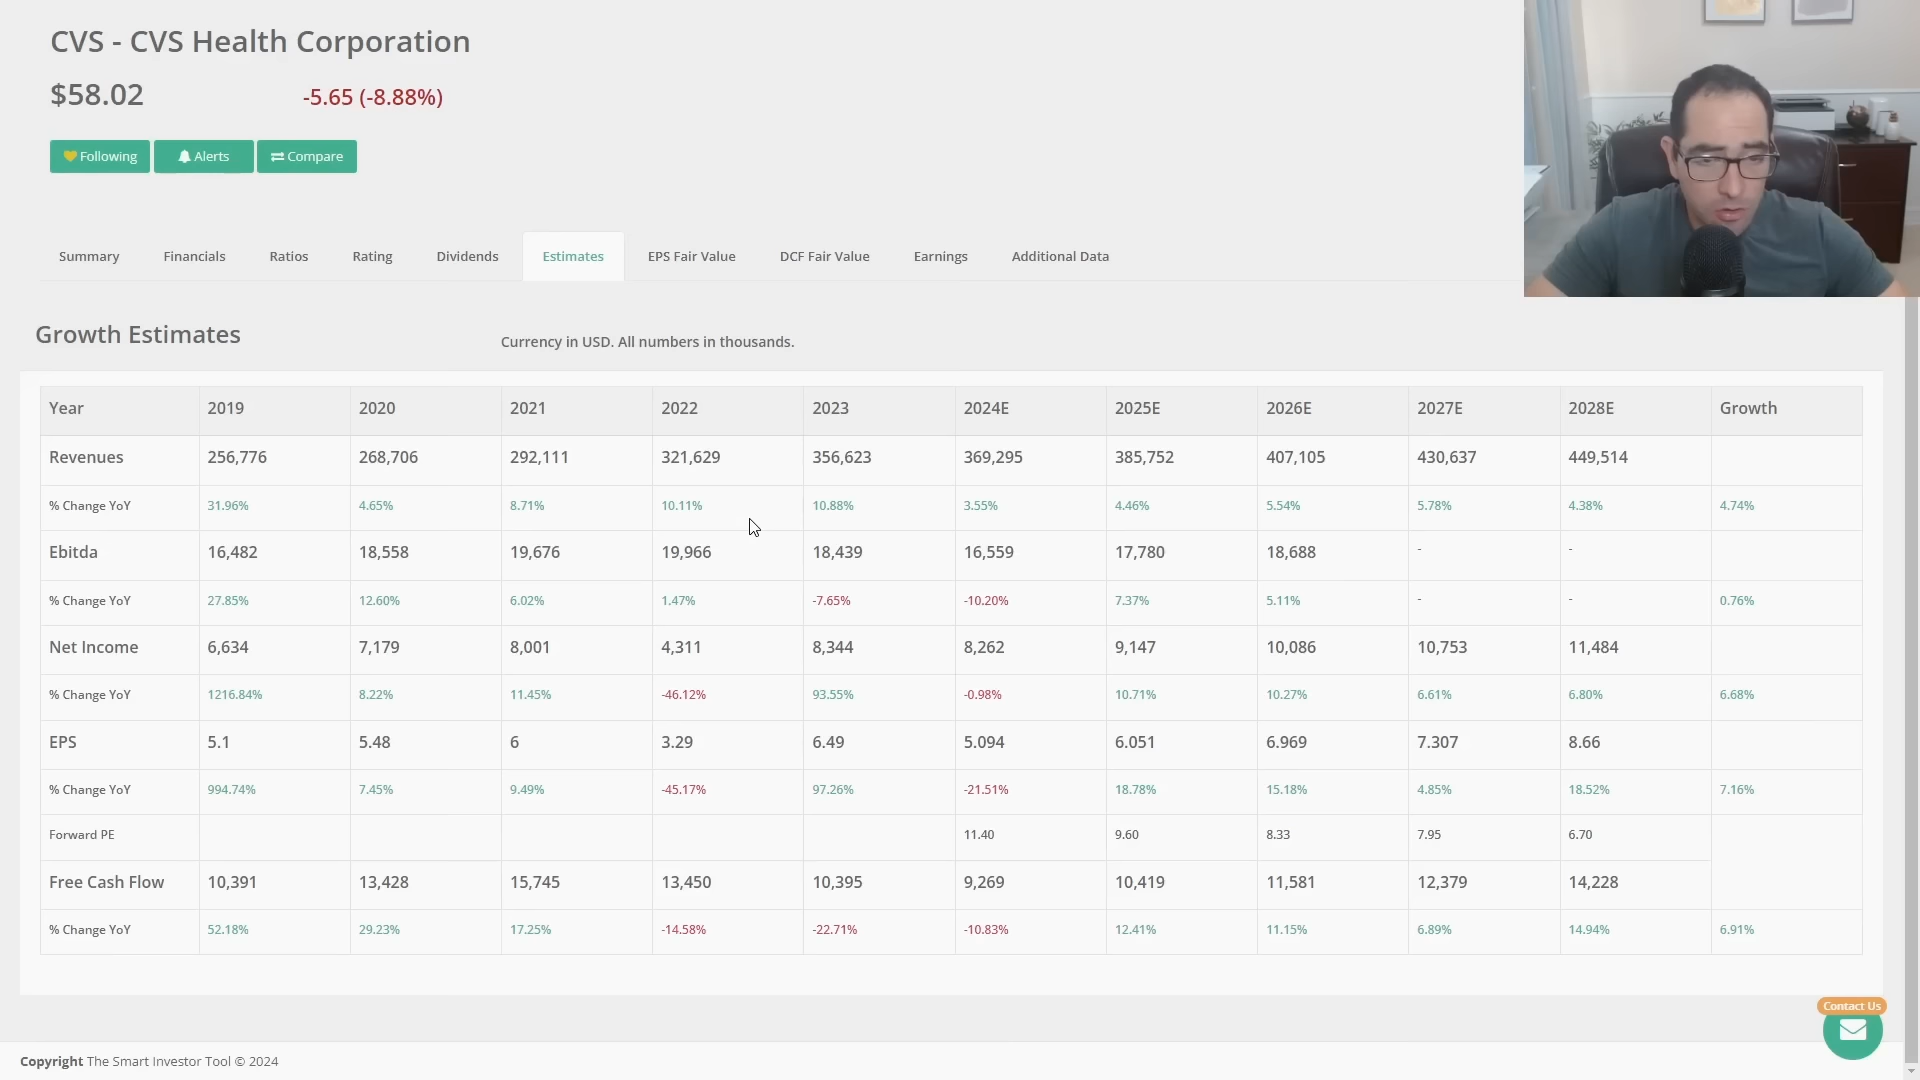 CVS - CVS Health Corporation
$58.02 -5.65 (-8.88%)
Following Alerts Compare
Summary Financials Ratios Rating Dividends Estimates EPS Fair Value DCF Fair Value Earnings Additional Data
Growth Estimates Currency in USD. All numbers in thousands.
Year 2019 2020 2021 2022 2023 2024E 2025E 2026E 2027E 2028E Growth
Revenues 256,776 268,706 292,111 321,629 356,623 369,295 385,752 407,105 430,637 449,514
% Change YoY 31.96% 4.65% 8.71% 10.11% 10.88% 3.55% 4.46% 5.54% 5.78% 4.38% 4.74%
Ebitda 16,482 18,558 19,676 19,966 18,439 16,559 17,780 18,688 - -
% Change YoY 27.85% 12.60% 6.02% 1.47% -7.65% -10.20% 7.37% 5.11% - - 0.76%
Net Income 6,634 7,179 8,001 4,311 8,344 8,262 9,147 10,086 10,753 11,484
% Change YoY 1216.84% 8.22% 11.45% -46.12% 93.55% -0.98% 10.71% 10.27% 6.61% 6.80% 6.68%
EPS 5.1 5.48 6 3.29 6.49 5.094 6.051 6.969 7.307 8.66
% Change YoY 994.74% 7.45% 9.49% -45.17% 97.26% -21.51% 18.78% 15.18% 4.85% 18.52% 7.16%
Forward PE 11.40 9.60 8.33 7.95 6.70
Free Cash Flow 10,391 13,428 15,745 13,450 10,395 9,269 10,419 11,581 12,379 14,228
% Change YoY 52.18% 29.23% 17.25% -14.58% -22.71% -10.83% 12.41% 11.15% 6.89% 14.94% 6.91%
Contact Us
Copyright The Smart Investor Tool © 2024